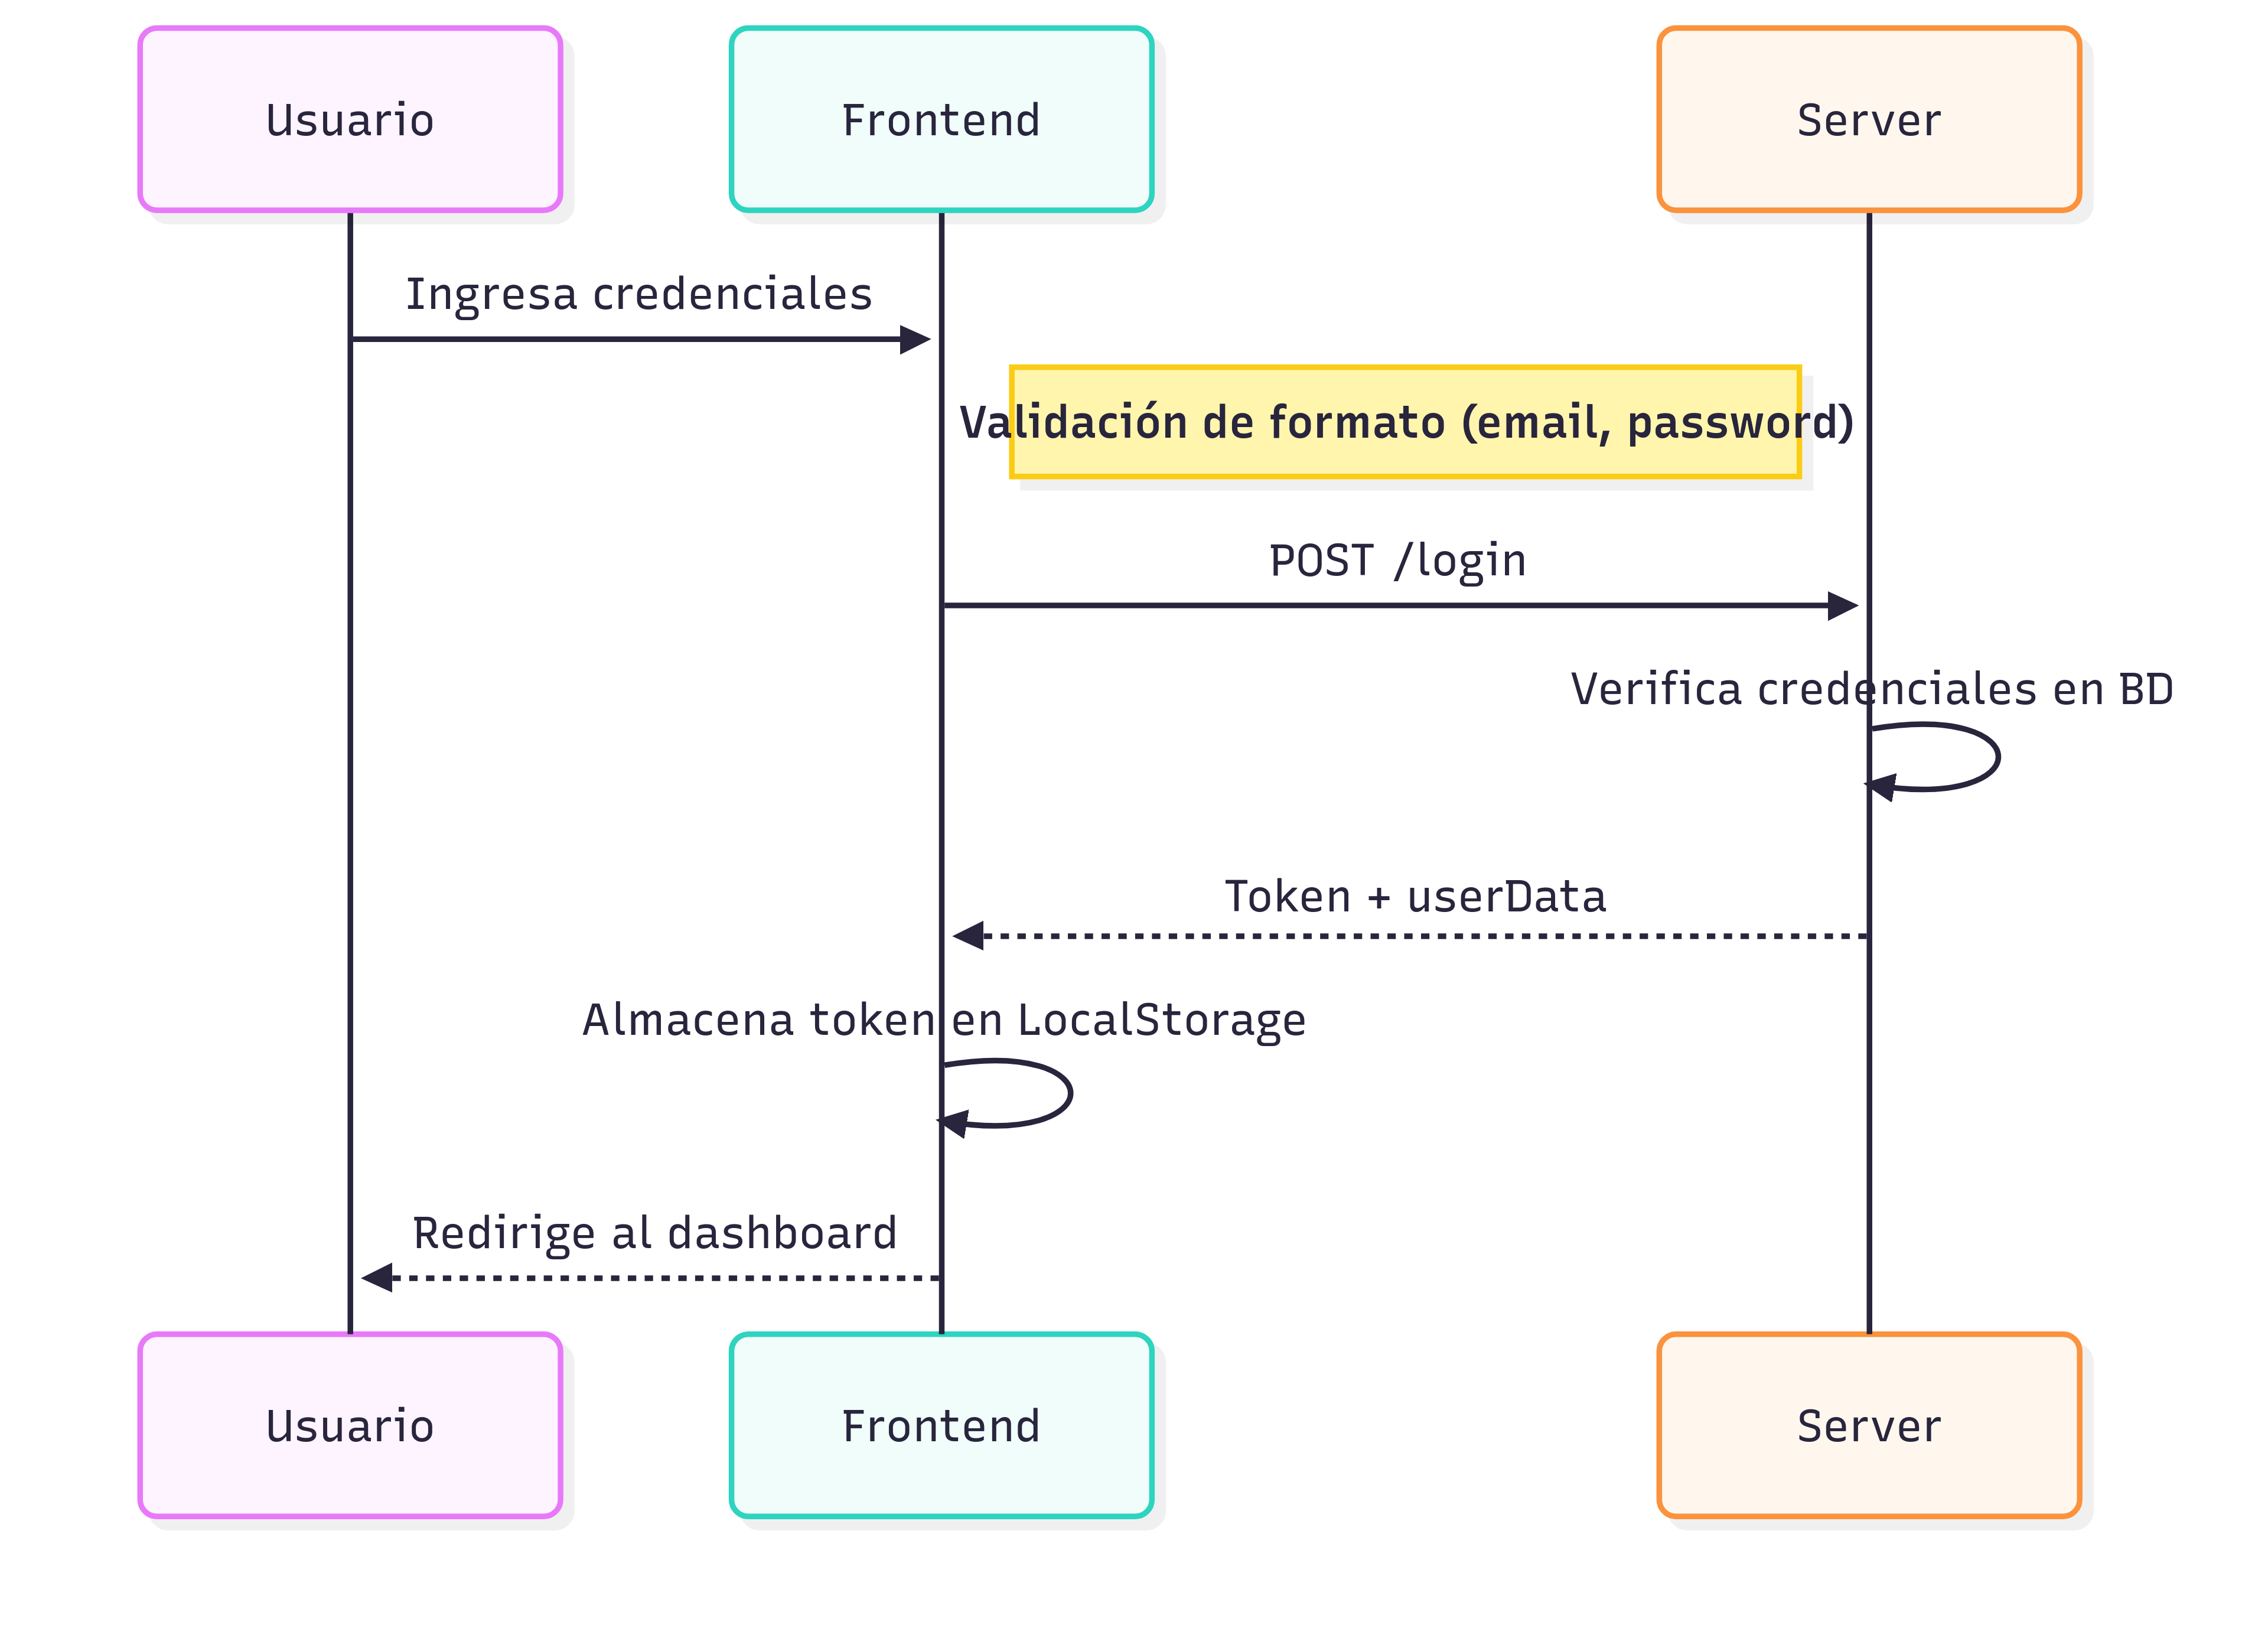 Usuario
Frontend
Server
Ingresa credenciales
Validación de formato (email, password)
POST /login
Verifica credenciales en BD
Token + userData
Almacena token en LocalStorage
Redirige al dashboard
Usuario
Frontend
Server